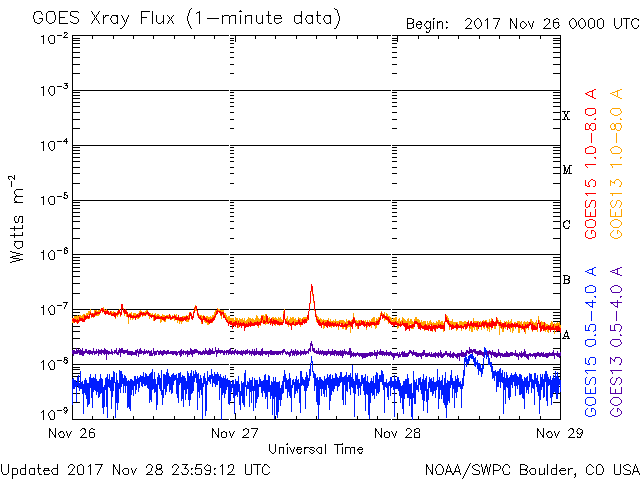 GOES Xray Flux (1-minute data)
Begin: 2017 Nov 26 0000 UTC
10-2
10-3
10-4
10-5
10-6
10-7
10-8
10-9
Watts m-2
X
M
C
B
A
GOES15 1.0-8.0 A
GOES13 1.0-8.0 A
GOES15 0.5-4.0 A
GOES13 0.5-4.0 A
Nov 26
Nov 27
Nov 28
Nov 29
Universal Time
Updated 2017 Nov 28 23:59:12 UTC
NOAA/SWPC Boulder, CO USA